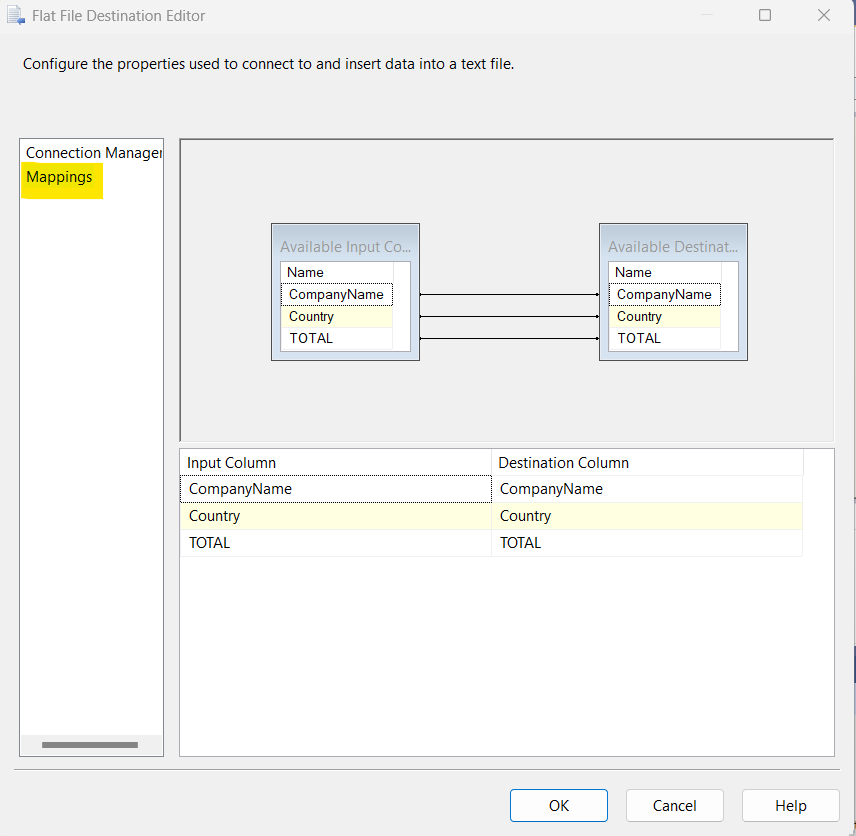 Flat File Destination Editor
Configure the properties used to connect to and insert data into a text file.
Connection Manager
Mappings
Available Input Co...
Name
CompanyName
Country
TOTAL
Available Destinat...
Name
CompanyName
Country
TOTAL
Input Column Destination Column
CompanyName CompanyName
Country Country
TOTAL TOTAL
OK Cancel Help